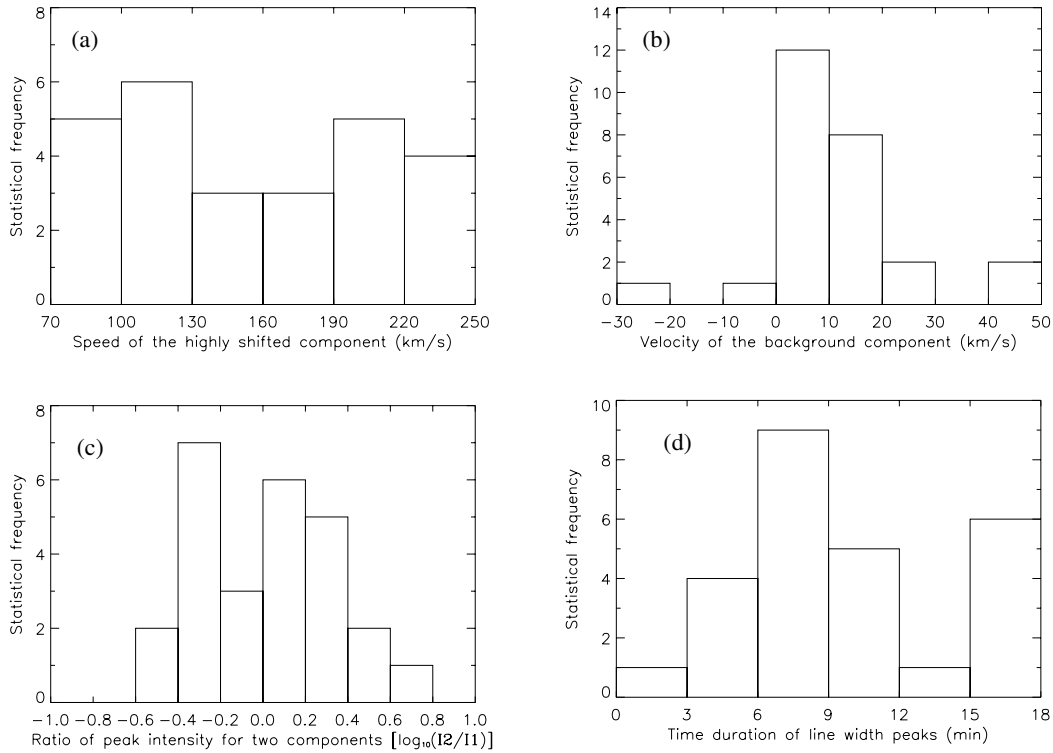 (a)
Statistical frequency
8
6
4
2
0
70 100 130 160 190 220 250
Speed of the highly shifted component (km/s)
(b)
Statistical frequency
14
12
10
8
6
4
2
0
−30 −20 −10 0 10 20 30 40 50
Velocity of the background component (km/s)
(c)
Statistical frequency
8
6
4
2
0
−1.0 −0.8 −0.6 −0.4 −0.2 0.0 0.2 0.4 0.6 0.8 1.0
Ratio of peak intensity for two components [log₁₀(I2/I1)]
(d)
Statistical frequency
10
8
6
4
2
0
0 3 6 9 12 15 18
Time duration of line width peaks (min)